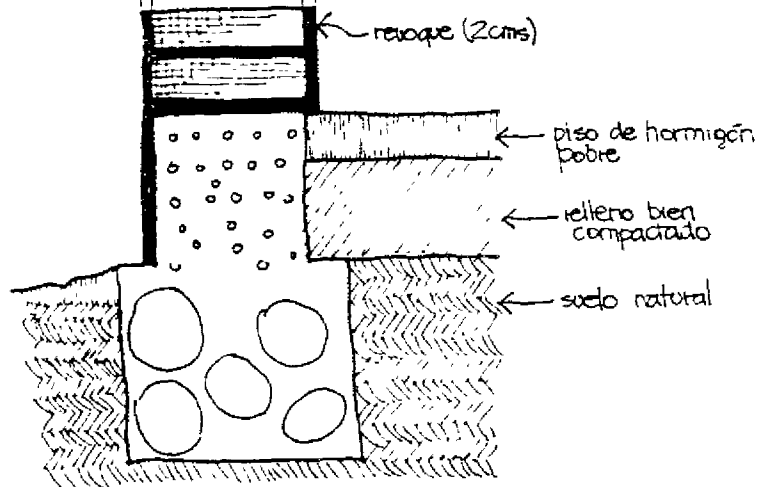 revoque (2cms)
piso de hormigón
pobre
relleno bien
compactado
suelo natural